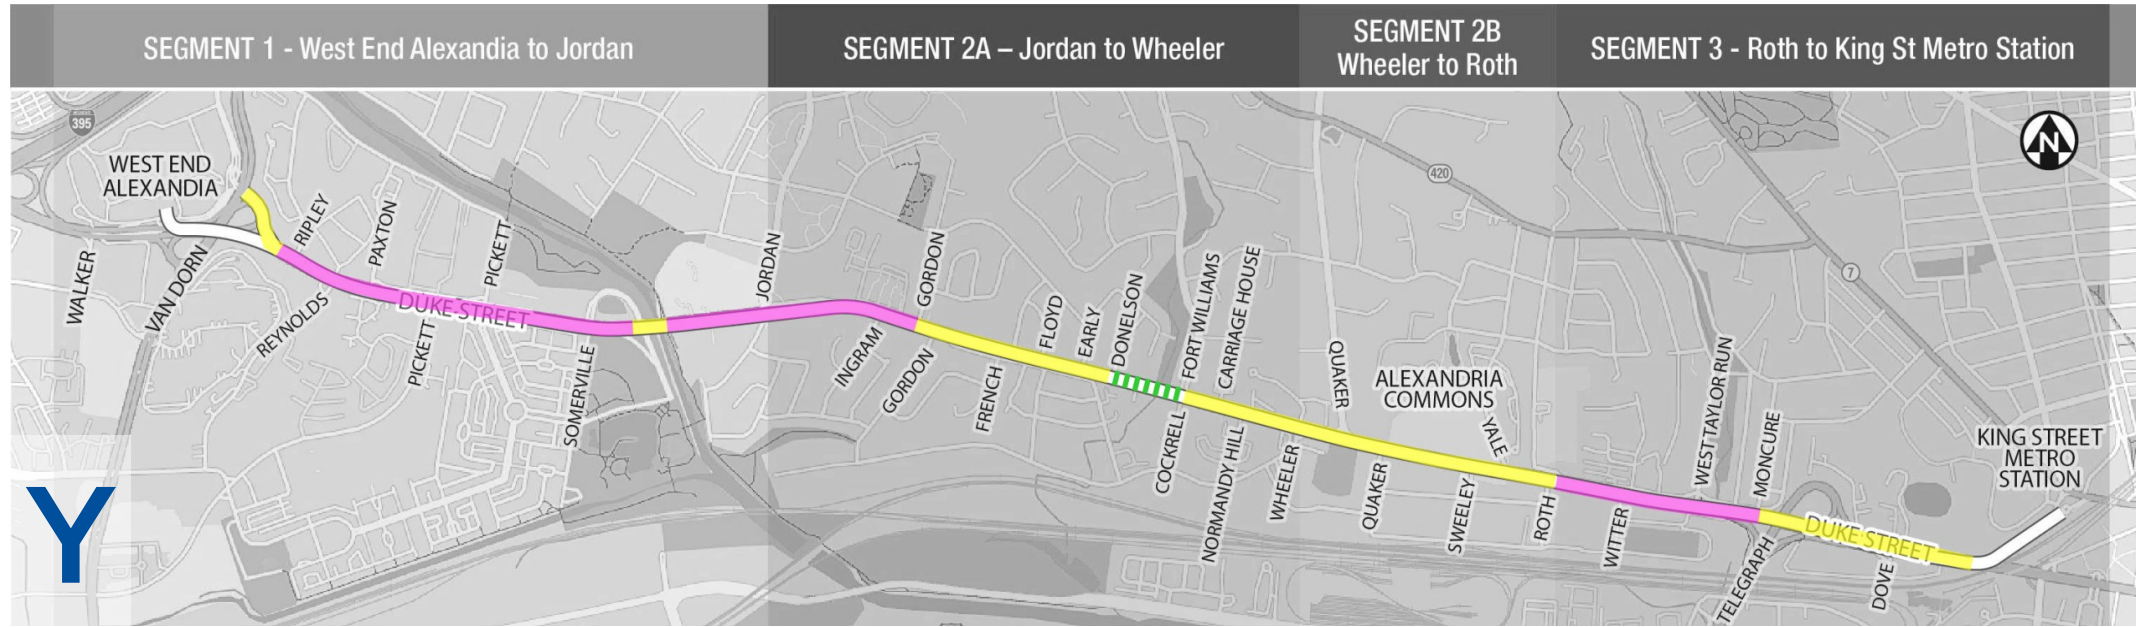 SEGMENT 1 - West End Alexandia to Jordan
SEGMENT 2A – Jordan to Wheeler
SEGMENT 2B
Wheeler to Roth
SEGMENT 3 - Roth to King St Metro Station
395
WEST END
ALEXANDIA
N
420
7
WALKER
VAN DORN
RIPLEY
REYNOLDS
PAXTON
DUKE STREET
PICKETT
PICKETT
SOMERVILLE
JORDAN
INGRAM
GORDON
GORDON
FRENCH
FLOYD
EARLY
DONELSON
COCKRELL
FORT WILLIAMS
CARRIAGE HOUSE
NORMANDY HILL
WHEELER
QUAKER
QUAKER
ALEXANDRIA
COMMONS
YALE
SWEELEY
ROTH
WITTER
WEST TAYLOR RUN
MONCURE
TELEGRAPH
DUKE STREET
DOVE
KING STREET
METRO
STATION
Y